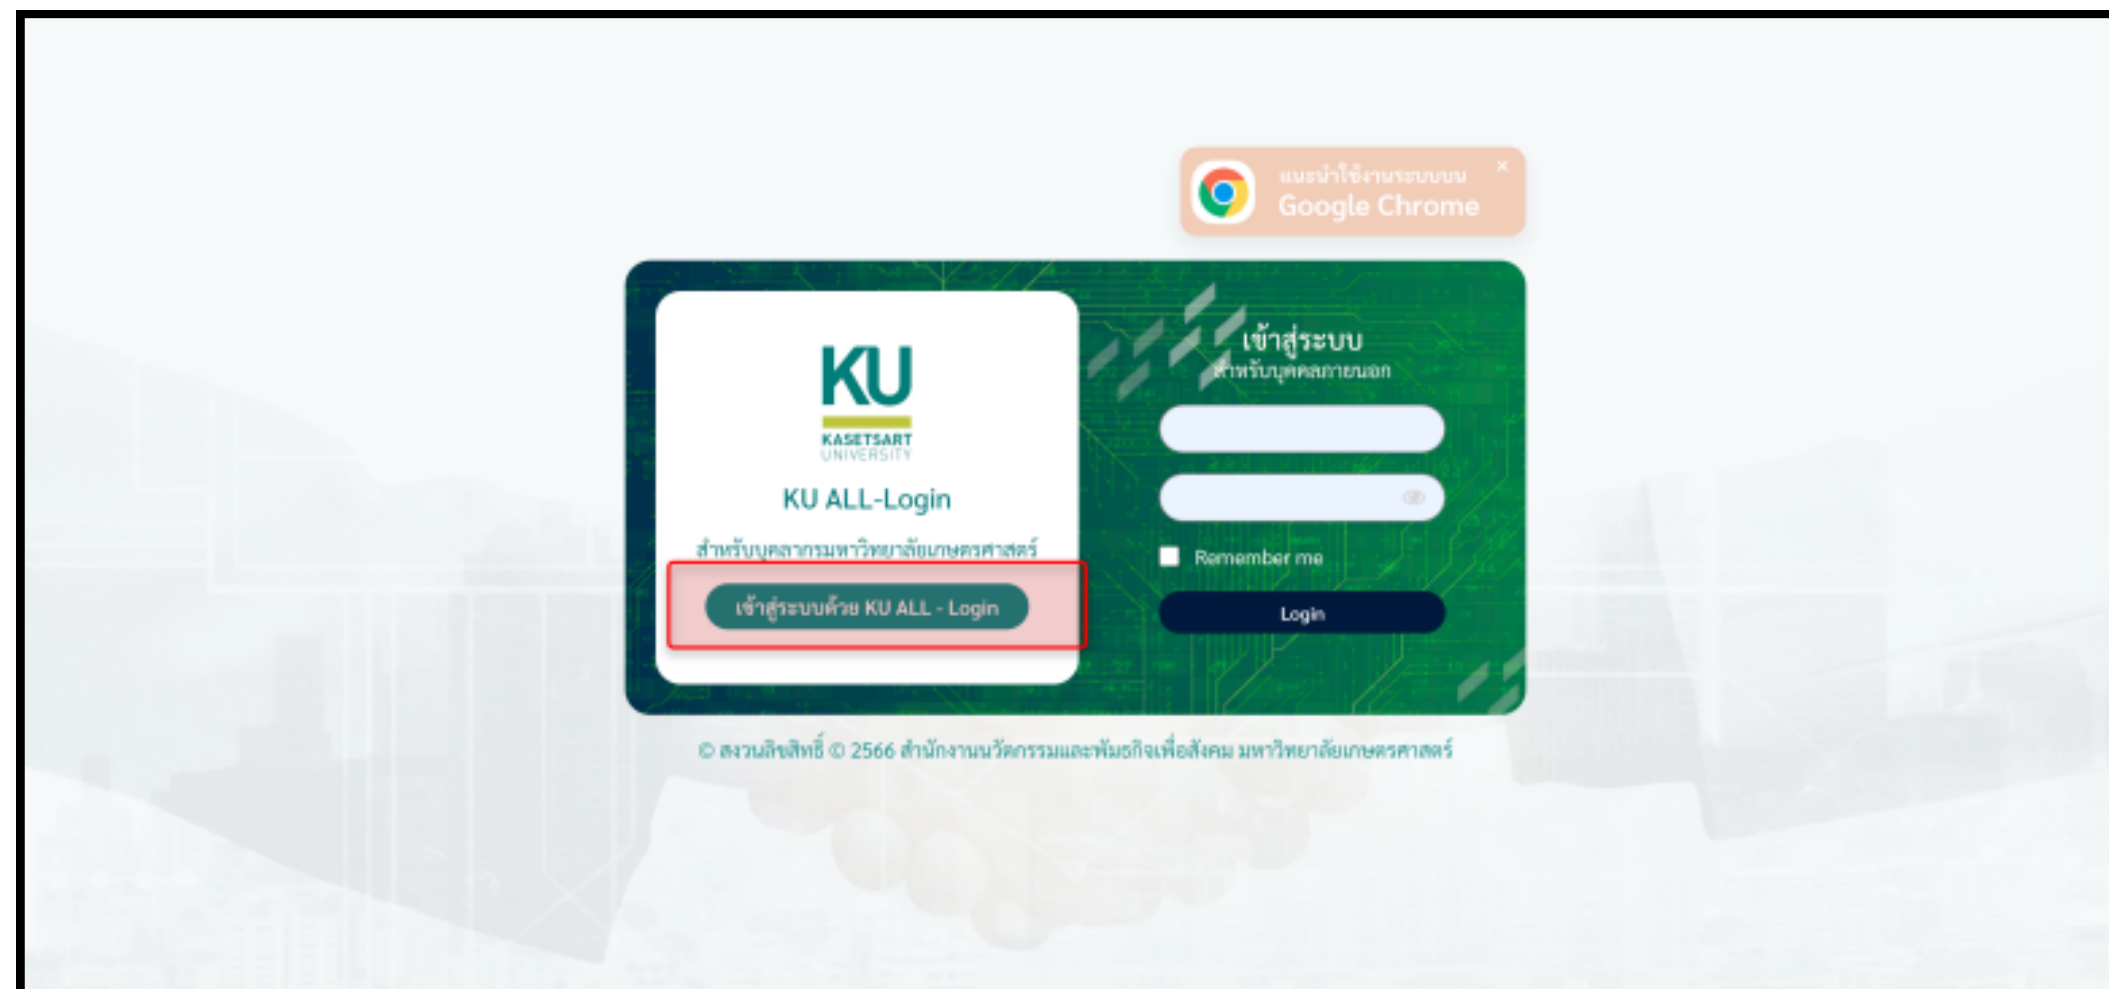 แนะนำใช้งานระบบบน
Google Chrome
KU
KASETSART
UNIVERSITY
KU ALL-Login
สำหรับบุคลากรมหาวิทยาลัยเกษตรศาสตร์
เข้าสู่ระบบด้วย KU ALL - Login
เข้าสู่ระบบ
สำหรับบุคคลภายนอก
Remember me
Login
© สงวนลิขสิทธิ์ © 2566 สำนักงานนวัตกรรมและพันธกิจเพื่อสังคม มหาวิทยาลัยเกษตรศาสตร์